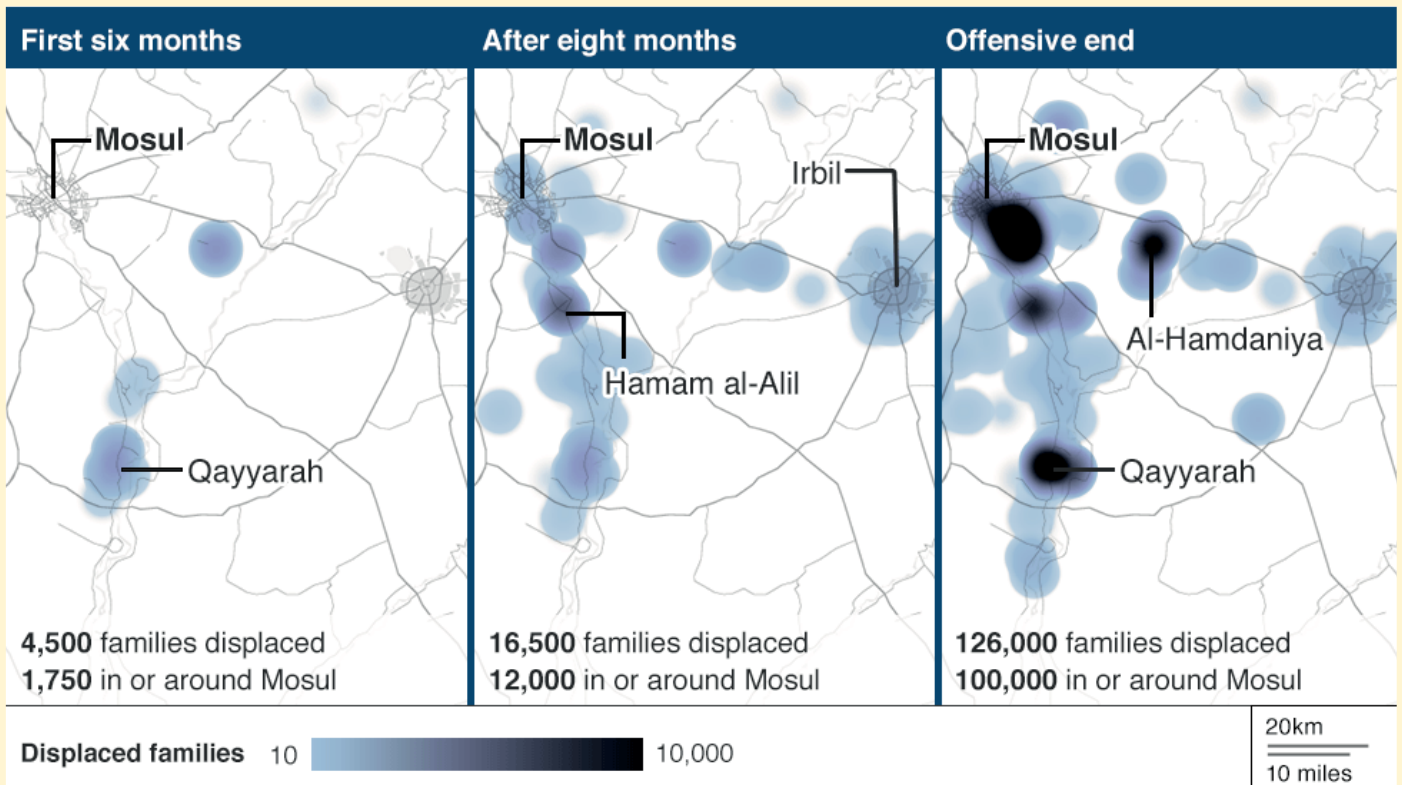 First six months
Mosul
Qayyarah
4,500 families displaced
1,750 in or around Mosul
After eight months
Mosul
Irbil
Hamam al-Alil
16,500 families displaced
12,000 in or around Mosul
Offensive end
Mosul
Al-Hamdaniya
Qayyarah
126,000 families displaced
100,000 in or around Mosul
Displaced families 10 10,000
20km
10 miles